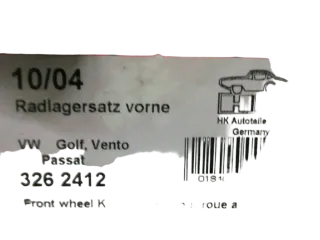 10/04
Radlagersatz vorne
HK Autoteile
Germany
VW Golf, Vento
Passat
326 2412
Front wheel K roue a